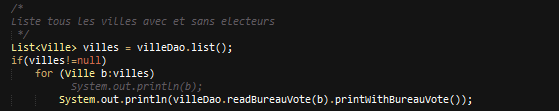 /*
Liste tous les villes avec et sans electeurs
*/
List<Ville> villes = villeDao.list();
if(villes!=null)
for (Ville b:villes)
System.out.println(b);
System.out.println(villeDao.readBureauVote(b).printWithBureauVote());